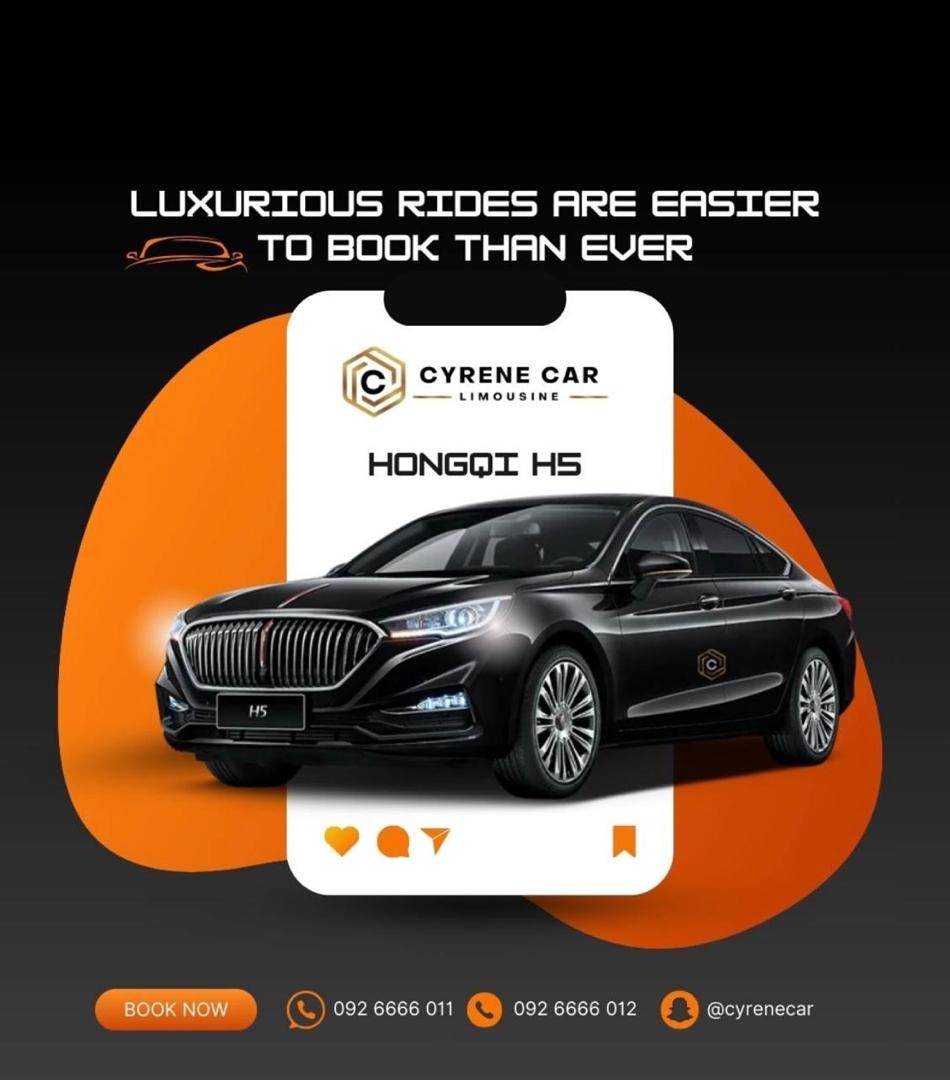 LUXURIOUS RIDES ARE EASIER
TO BOOK THAN EVER
C
CYRENE CAR
LIMOUSINE
HONGQI H5
C
H5
BOOK NOW
092 6666 011
092 6666 012
@cyrenecar